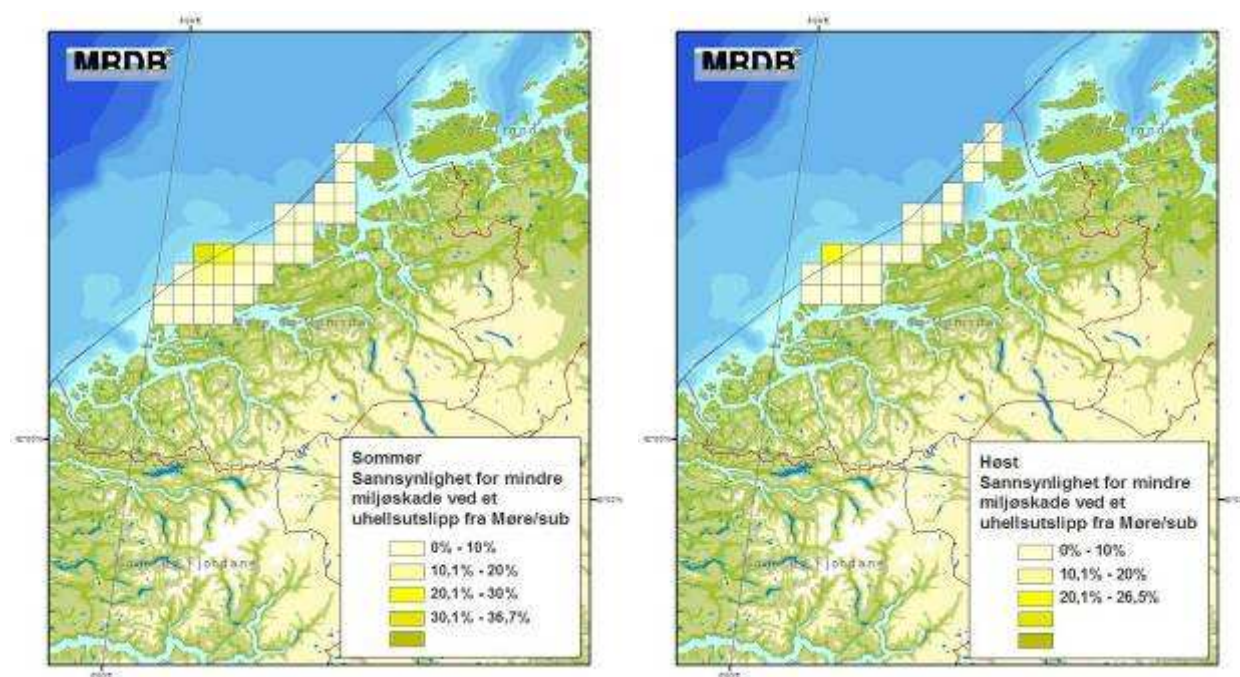 MRDB®
Sommer
Sannsynlighet for mindre
miljøskade ved et
uhellsutslipp fra Møre/sub
0% - 10%
10,1% - 20%
20,1% - 30%
30,1% - 36,7%
MRDB®
Høst
Sannsynlighet for mindre
miljøskade ved et
uhellsutslipp fra Møre/sub
0% - 10%
10,1% - 20%
20,1% - 26,5%